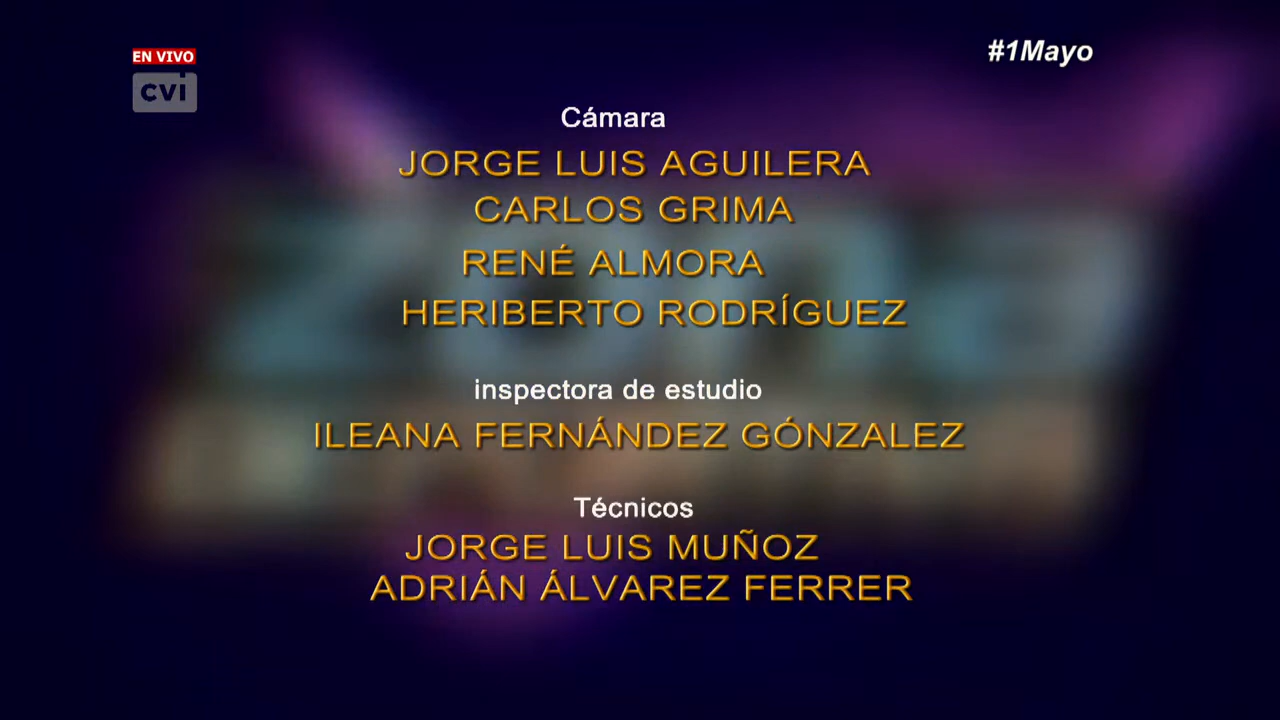 EN VIVO
cvi
#1Mayo
Cámara
JORGE LUIS AGUILERA
CARLOS GRIMA
RENÉ ALMORA
HERIBERTO RODRÍGUEZ
inspectora de estudio
ILEANA FERNÁNDEZ GÓNZALEZ
Técnicos
JORGE LUIS MUÑOZ
ADRIÁN ÁLVAREZ FERRER